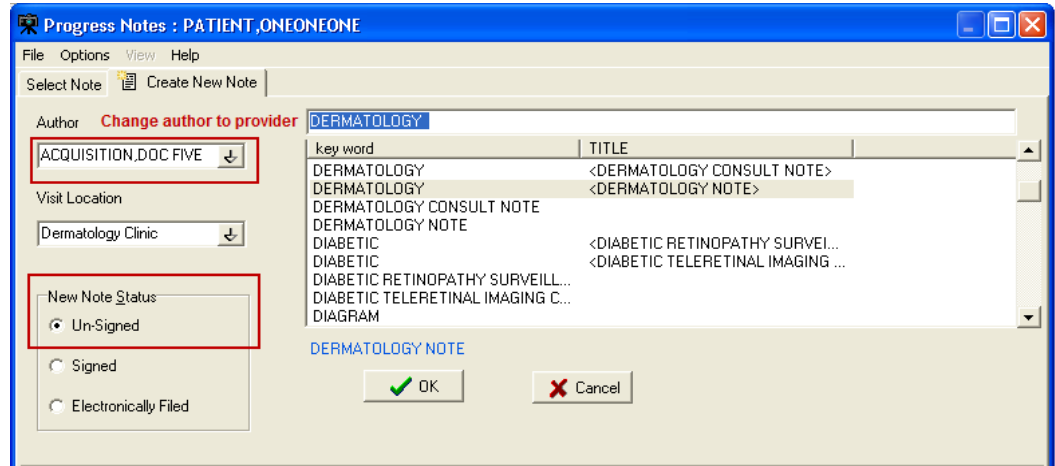 Progress Notes : PATIENT,ONEONEONE
File Options View Help
Select Note Create New Note
Author Change author to provider DERMATOLOGY
ACQUISITION,DOC FIVE
key word TITLE
DERMATOLOGY <DERMATOLOGY CONSULT NOTE>
DERMATOLOGY <DERMATOLOGY NOTE>
DERMATOLOGY CONSULT NOTE
DERMATOLOGY NOTE
DIABETIC <DIABETIC RETINOPATHY SURVEI...
DIABETIC <DIABETIC TELERETINAL IMAGING ...
DIABETIC RETINOPATHY SURVEILL...
DIABETIC TELERETINAL IMAGING C...
DIAGRAM
Visit Location
Dermatology Clinic
New Note Status
Un-Signed
Signed
Electronically Filed
DERMATOLOGY NOTE
OK Cancel